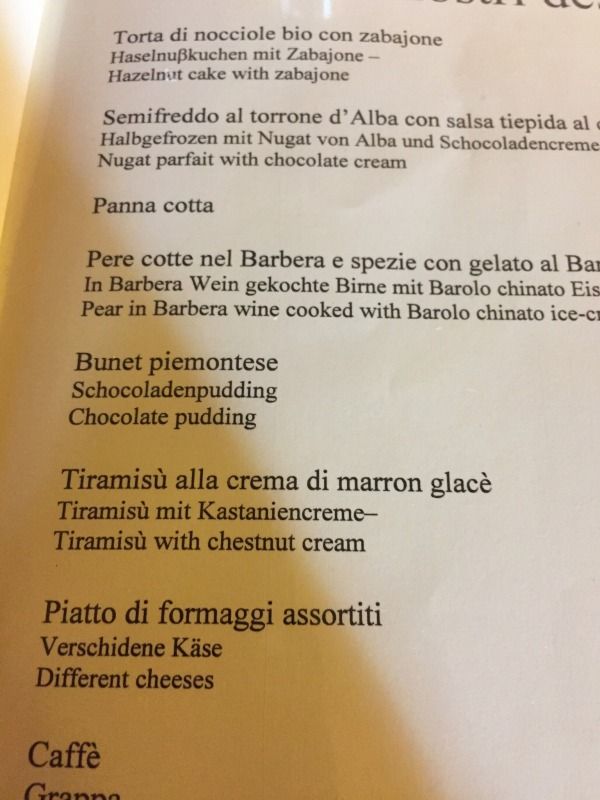 Torta di nocciole bio con zabajone
Haselnußkuchen mit Zabajone –
Hazelnut cake with zabajone
Semifreddo al torrone d'Alba con salsa tiepida al
Halbgefrozen mit Nugat von Alba und Schocoladencreme
Nugat parfait with chocolate cream
Panna cotta
Pere cotte nel Barbera e spezie con gelato al
In Barbera Wein gekochte Birne mit Barolo chinato Eis
Pear in Barbera wine cooked with Barolo chinato
Bunet piemontese
Schocoladenpudding
Chocolate pudding
Tiramisù alla crema di marron glacè
Tiramisù mit Kastaniencreme–
Tiramisù with chestnut cream
Piatto di formaggi assortiti
Verschidene Käse
Different cheeses
Caffè
Grappa